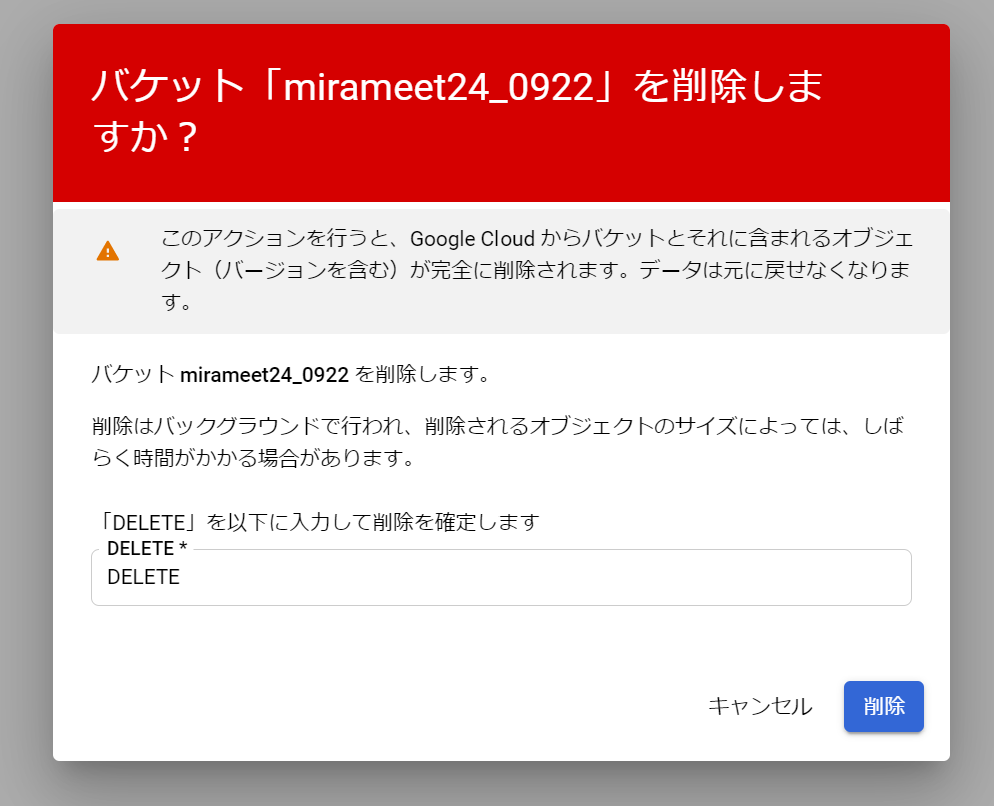 バケット「mirameet24_0922」を削除しま
すか？
このアクションを行うと、Google Cloud からバケットとそれに含まれるオブジェ
クト（バージョンを含む）が完全に削除されます。データは元に戻せなくなりま
す。
バケット mirameet24_0922 を削除します。
削除はバックグラウンドで行われ、削除されるオブジェクトのサイズによっては、しば
らく時間がかかる場合があります。
「DELETE」を以下に入力して削除を確定します
DELETE *
DELETE
キャンセル 削除